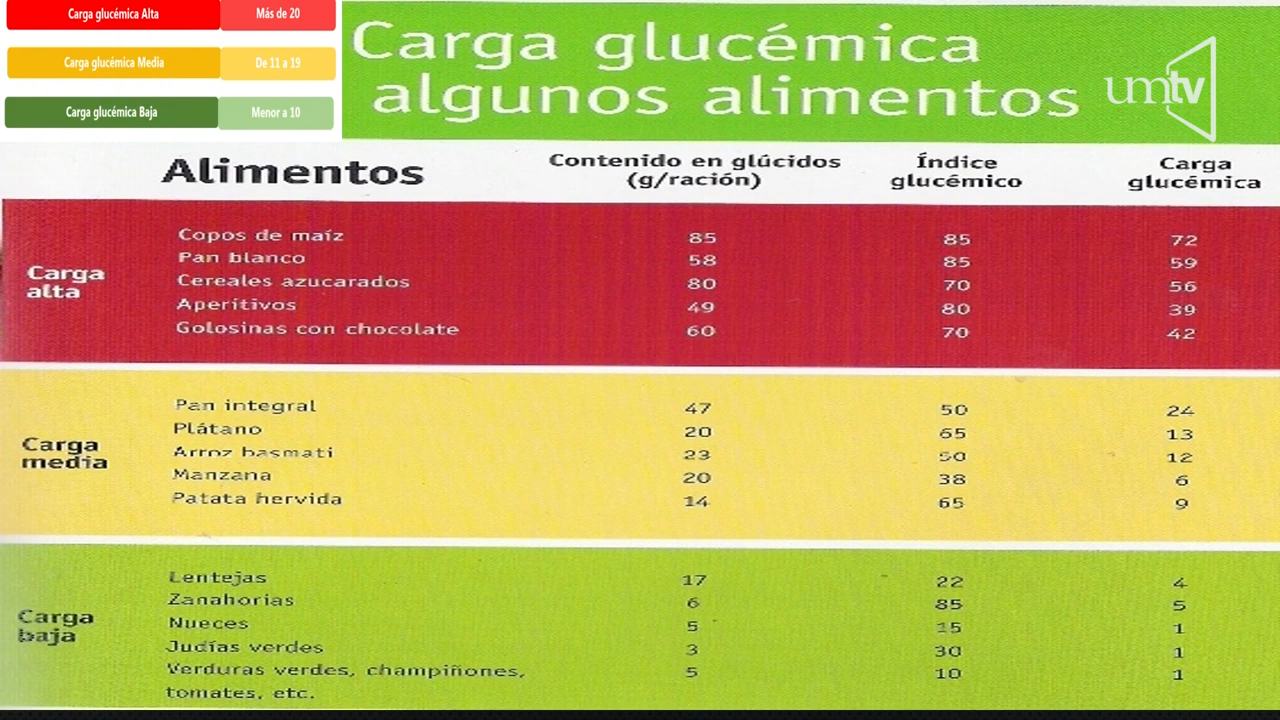 Carga glucémica Alta Más de 20
Carga glucémica Media De 11 a 19
Carga glucémica Baja Menor a 10
Carga glucémica
algunos alimentos
umtv
Alimentos Contenido en glúcidos (g/ración) Índice glucémico Carga glucémica
Carga alta
Copos de maíz 85 85 72
Pan blanco 58 85 59
Cereales azucarados 80 70 56
Aperitivos 49 80 39
Golosinas con chocolate 60 70 42
Carga media
Pan integral 47 50 24
Plátano 20 65 13
Arroz basmati 23 50 12
Manzana 20 38 6
Patata hervida 14 65 9
Carga baja
Lentejas 17 22 4
Zanahorias 6 85 5
Nueces 5 15 1
Judías verdes 3 30 1
Verduras verdes, champiñones, 5 10 1
tomates, etc.